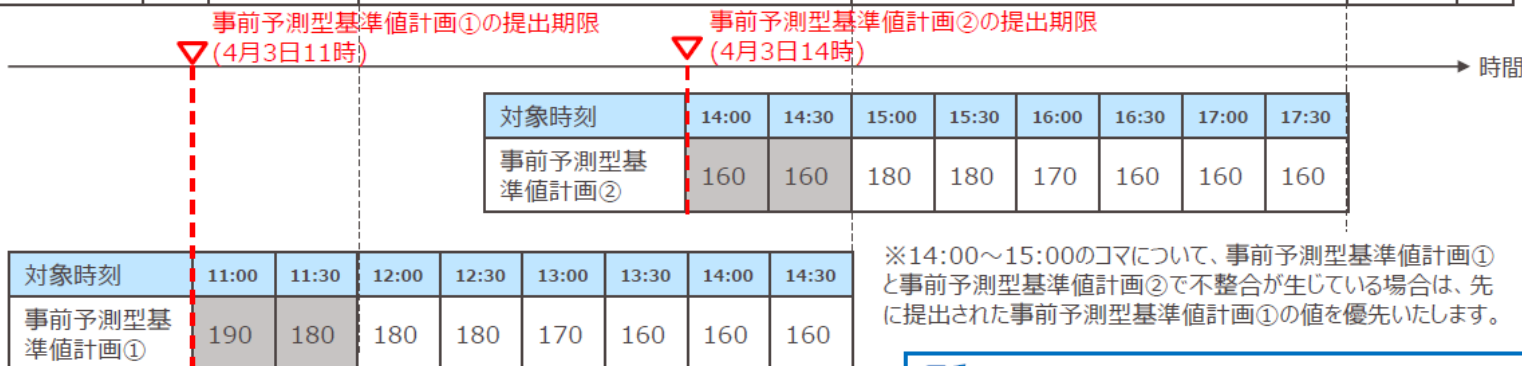 事前予測型基準値計画①の提出期限
(4月3日11時)
事前予測型基準値計画②の提出期限
(4月3日14時)
時間
対象時刻 14:00 14:30 15:00 15:30 16:00 16:30 17:00 17:30
事前予測型基
準値計画② 160 160 180 180 170 160 160 160
対象時刻 11:00 11:30 12:00 12:30 13:00 13:30 14:00 14:30
事前予測型基
準値計画① 190 180 180 180 170 160 160 160
※14:00～15:00のコマについて、事前予測型基準値計画①
と事前予測型基準値計画②で不整合が生じている場合は、先
に提出された事前予測型基準値計画①の値を優先いたします。